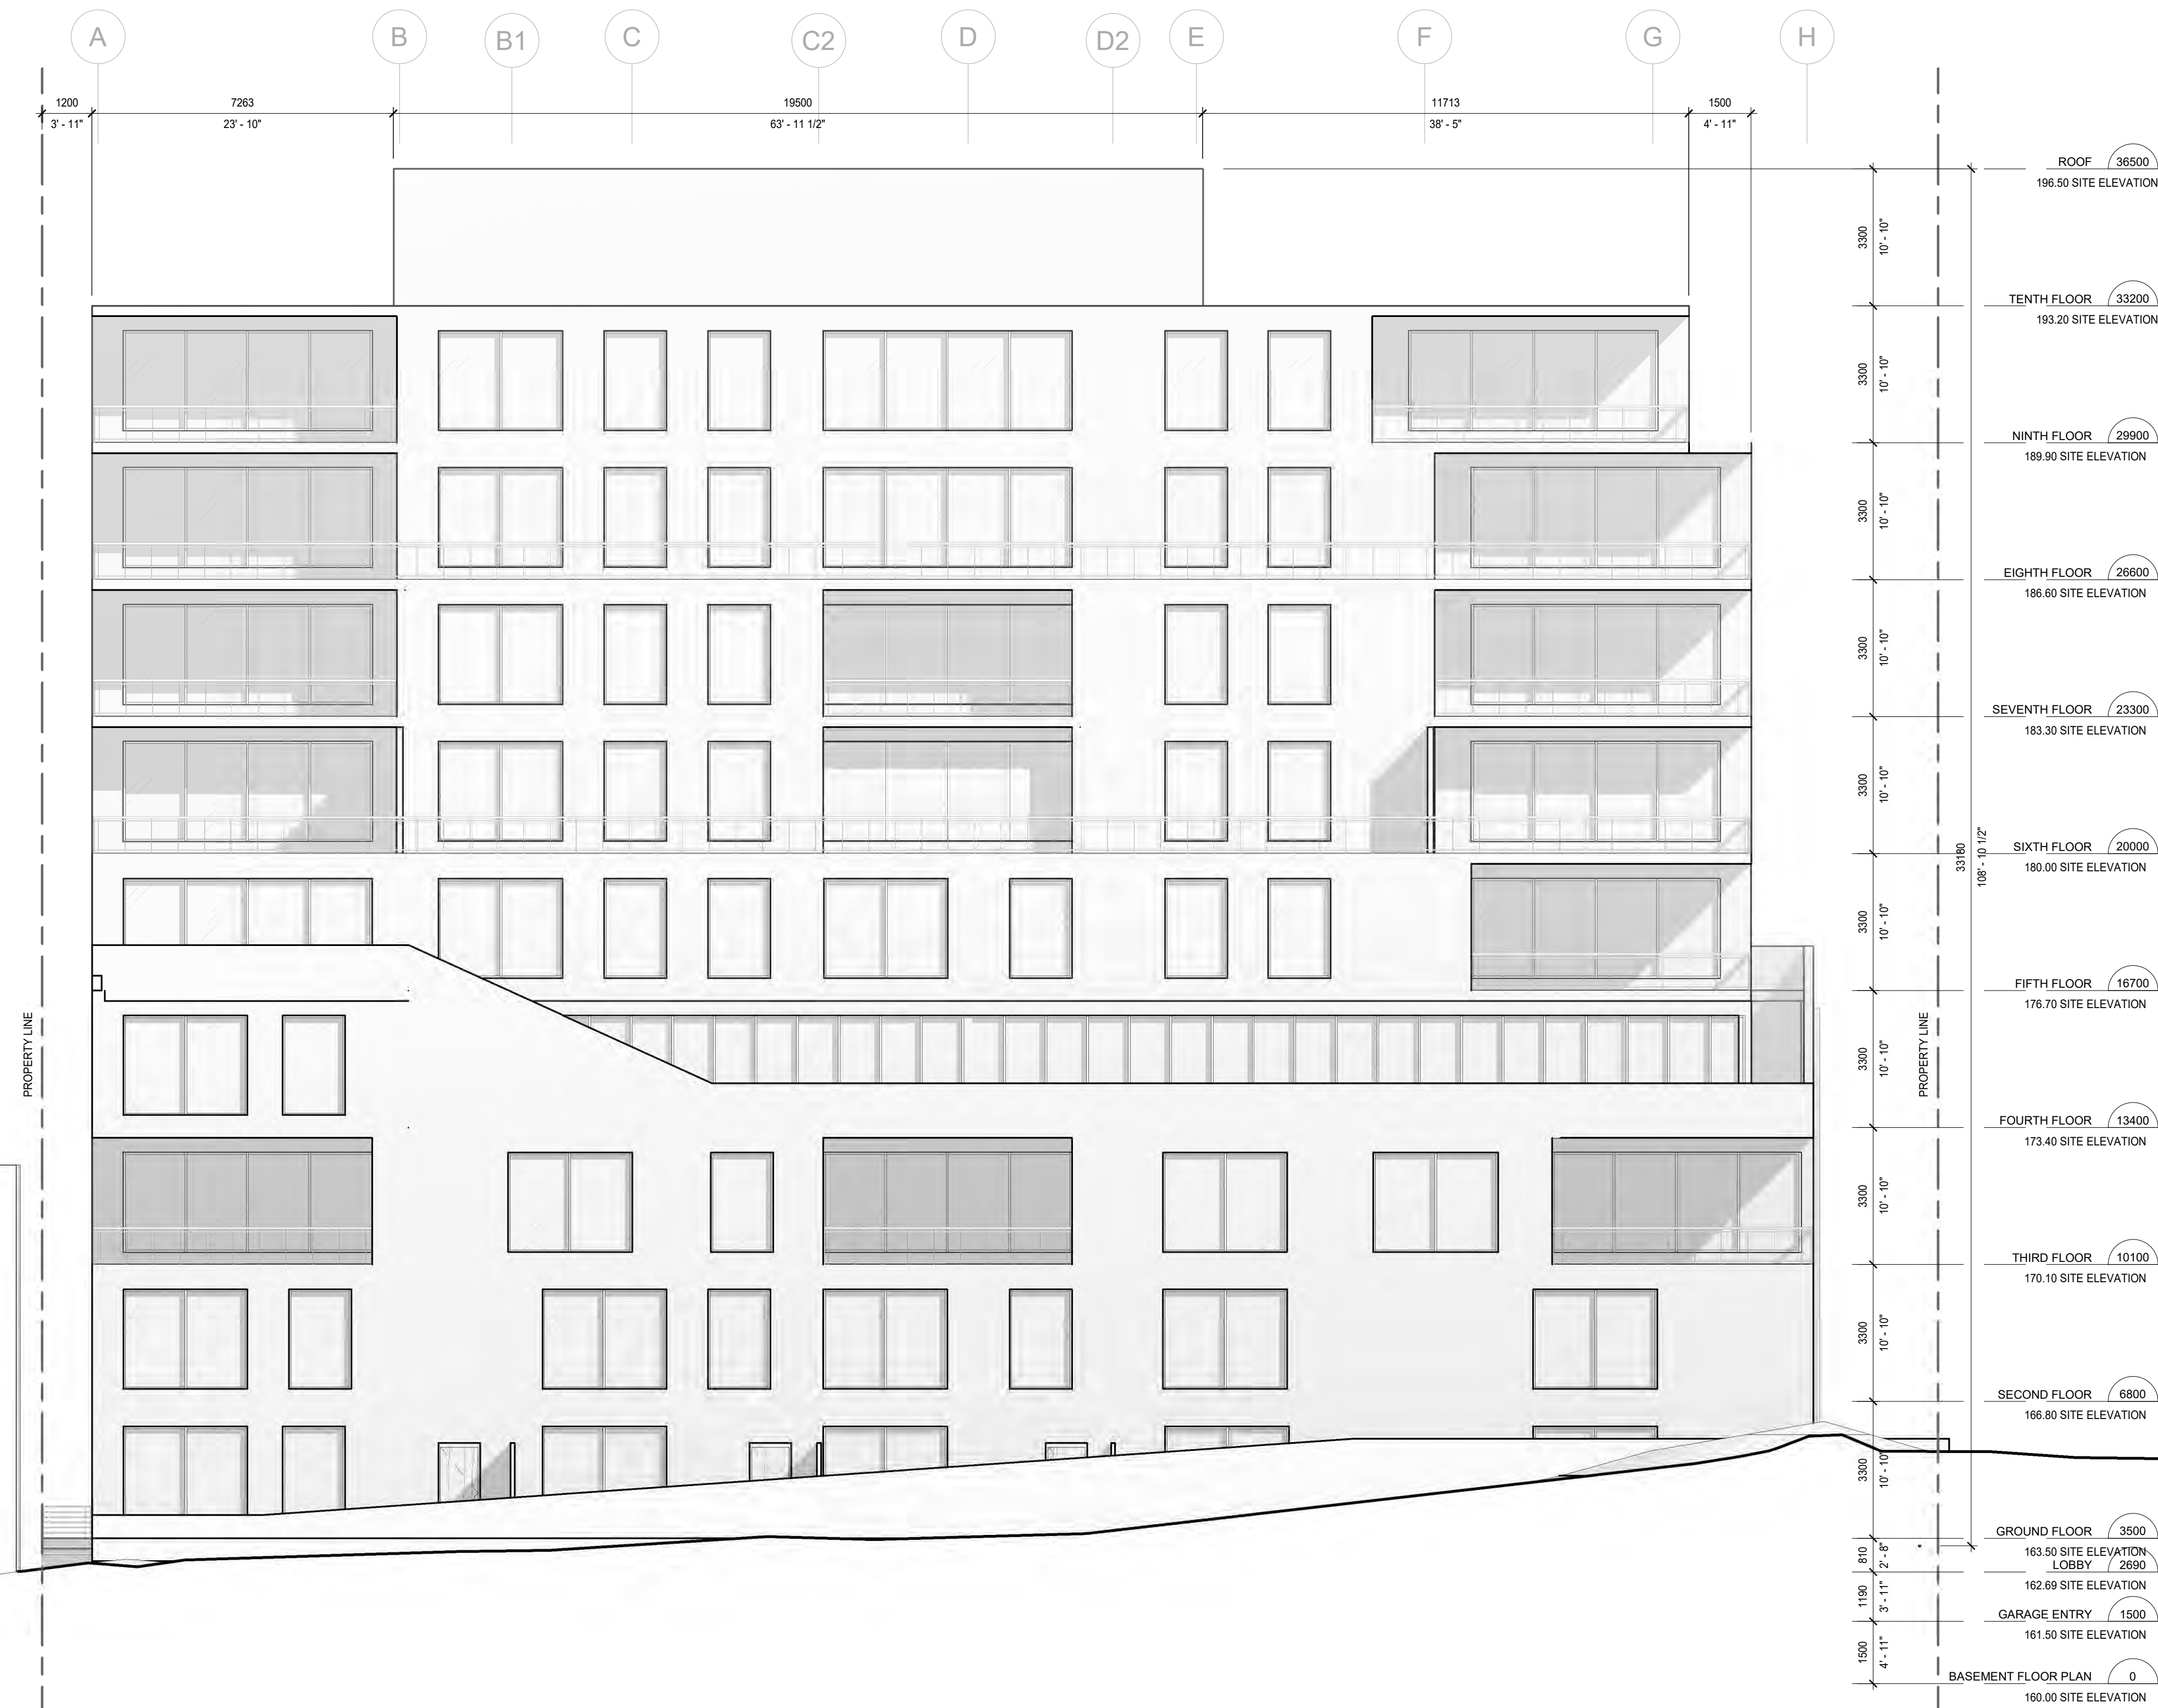 A B B1 C C2 D D2 E F G H
1200 7263 19500 11713 1500
3' - 11" 23' - 10" 63' - 11 1/2" 38' - 5" 4' - 11"
ROOF 36500
196.50 SITE ELEVATION
3300
10' - 10"
TENTH FLOOR 33200
193.20 SITE ELEVATION
3300
10' - 10"
NINTH FLOOR 29900
189.90 SITE ELEVATION
3300
10' - 10"
EIGHTH FLOOR 26600
186.60 SITE ELEVATION
3300
10' - 10"
SEVENTH FLOOR 23300
183.30 SITE ELEVATION
3300
10' - 10"
33180
108' - 10 1/2"
SIXTH FLOOR 20000
180.00 SITE ELEVATION
3300
10' - 10"
FIFTH FLOOR 16700
176.70 SITE ELEVATION
PROPERTY LINE
3300
10' - 10"
PROPERTY LINE
FOURTH FLOOR 13400
173.40 SITE ELEVATION
3300
10' - 10"
THIRD FLOOR 10100
170.10 SITE ELEVATION
3300
10' - 10"
SECOND FLOOR 6800
166.80 SITE ELEVATION
3300
10' - 10"
GROUND FLOOR 3500
163.50 SITE ELEVATION
810
2' - 8"
LOBBY 2690
162.69 SITE ELEVATION
1190
3' - 11"
GARAGE ENTRY 1500
161.50 SITE ELEVATION
1500
4' - 11"
BASEMENT FLOOR PLAN 0
160.00 SITE ELEVATION